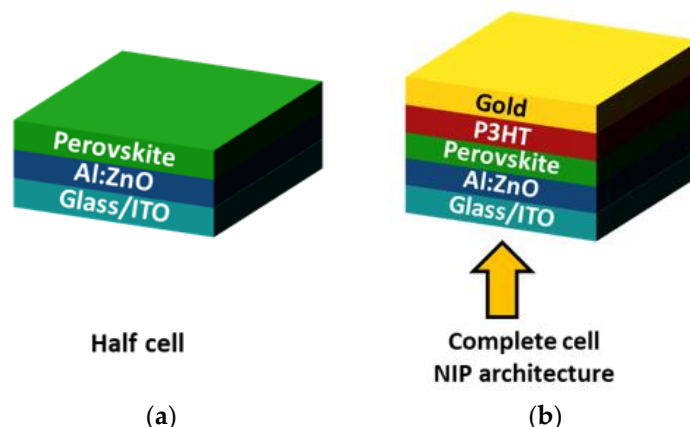 Perovskite
Al:ZnO
Glass/ITO
Half cell
(a)
Gold
P3HT
Perovskite
Al:ZnO
Glass/ITO
Complete cell
NIP architecture
(b)